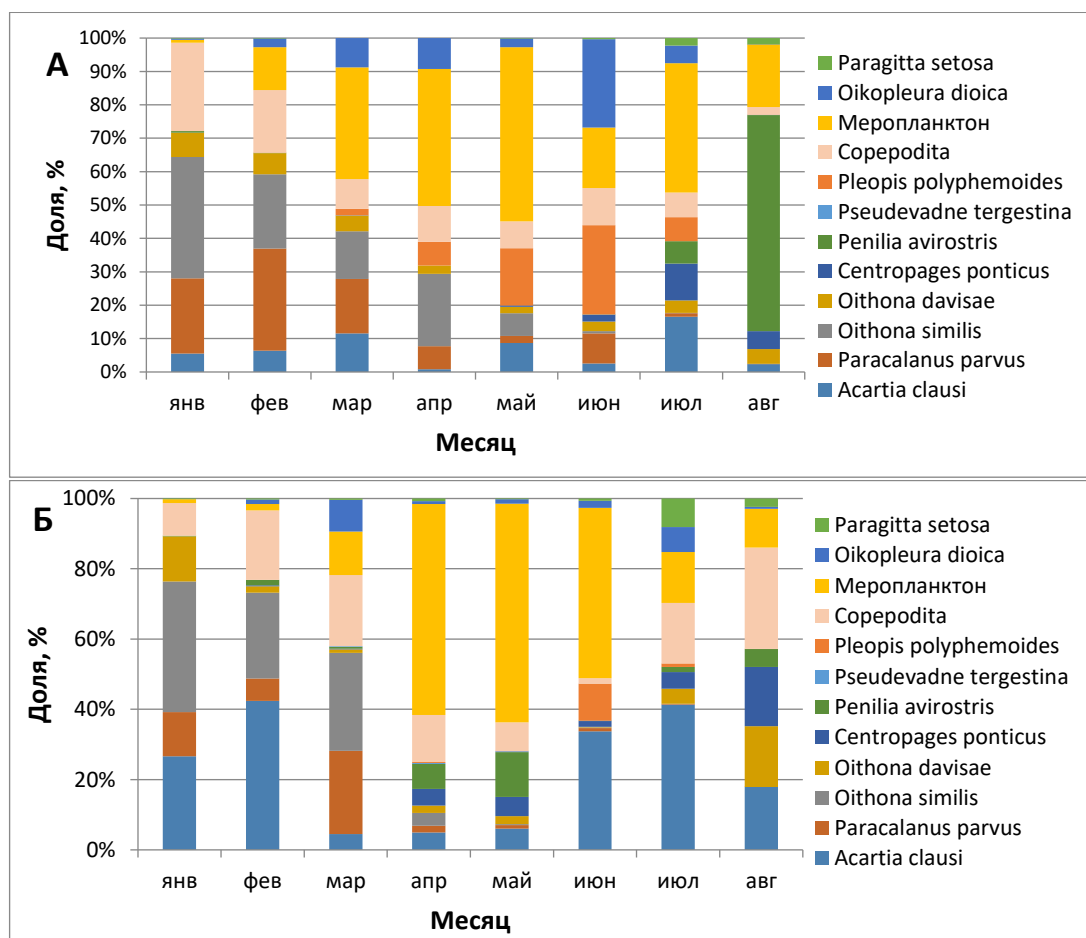 А
Доля, %
100%
90%
80%
70%
60%
50%
40%
30%
20%
10%
0%
янв фев мар апр май июн июл авг
Месяц
Paragitta setosa
Oikopleura dioica
Меропланктон
Copepodita
Pleopis polyphemoides
Pseudevadne tergestina
Penilia avirostris
Centropages ponticus
Oithona davisae
Oithona similis
Paracalanus parvus
Acartia clausi
Б
Доля, %
100%
80%
60%
40%
20%
0%
янв фев мар апр май июн июл авг
Месяц
Paragitta setosa
Oikopleura dioica
Меропланктон
Copepodita
Pleopis polyphemoides
Pseudevadne tergestina
Penilia avirostris
Centropages ponticus
Oithona davisae
Oithona similis
Paracalanus parvus
Acartia clausi